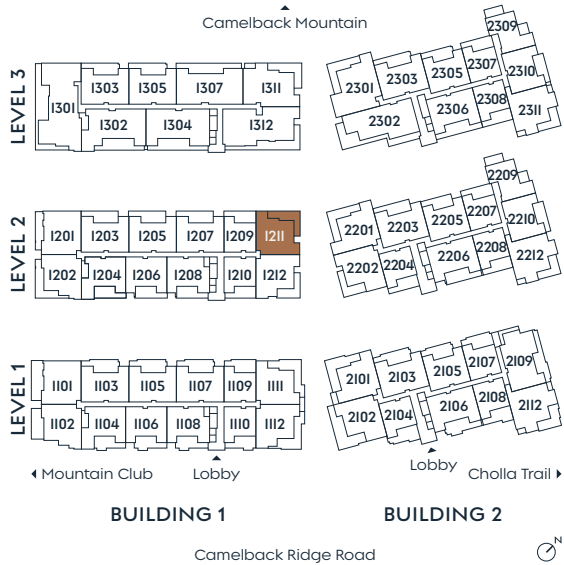 Camelback Mountain
LEVEL 3
1301 1303 1305 1307 1311
1302 1304 1312
2301 2303 2305 2307 2309 2310
2302 2306 2308 2311
LEVEL 2
1201 1203 1205 1207 1209 1211
1202 1204 1206 1208 1210 1212
2201 2203 2205 2207 2209 2210
2202 2204 2206 2208 2212
LEVEL 1
1101 1103 1105 1107 1109 1111
1102 1104 1106 1108 1110 1112
2101 2103 2105 2107 2109
2102 2104 2106 2108 2112
Mountain Club Lobby
Lobby Cholla Trail
BUILDING 1
BUILDING 2
Camelback Ridge Road
N